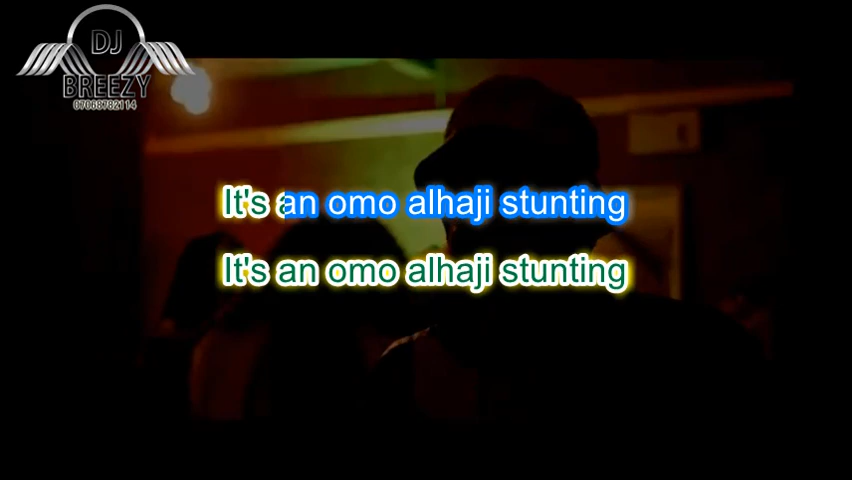 DJ
BREEZY
07068782114
It's an omo alhaji stunting
It's an omo alhaji stunting